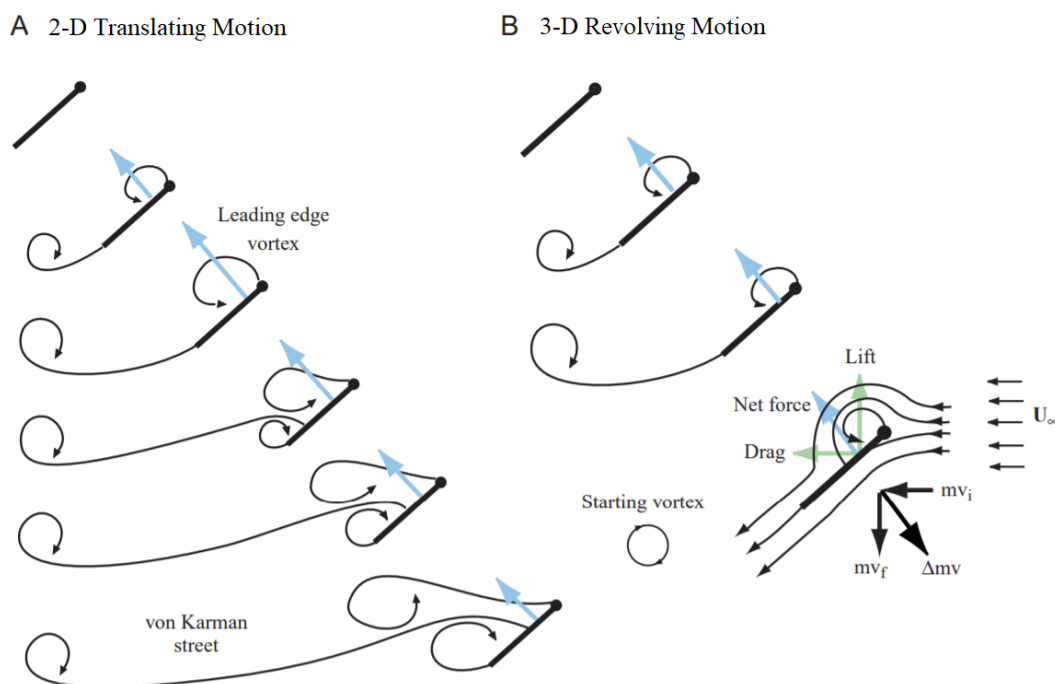 A 2-D Translating Motion
B 3-D Revolving Motion
Leading edge
vortex
Lift
Net force
U∞
Drag
mvᵢ
Starting vortex
mv_f
Δmv
von Karman
street